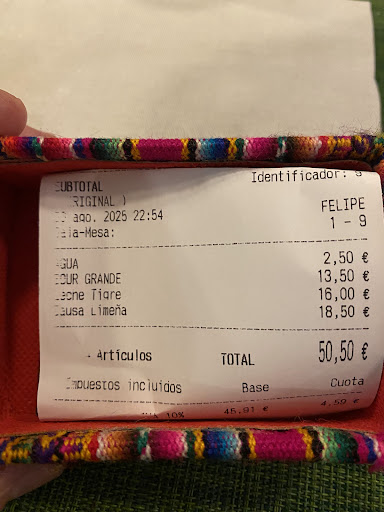 SUBTOTAL Identificador: 9
ORIGINAL )
ago. 2025 22:54 FELIPE
Sala-Mesa: 1 - 9
AGUA 2,50 €
SOUR GRANDE 13,50 €
Leche Tigre 16,00 €
Causa Limeña 18,50 €
Artículos TOTAL 50,50 €
Impuestos incluidos Base Cuota
IVA 10% 45,91 € 4,59 €